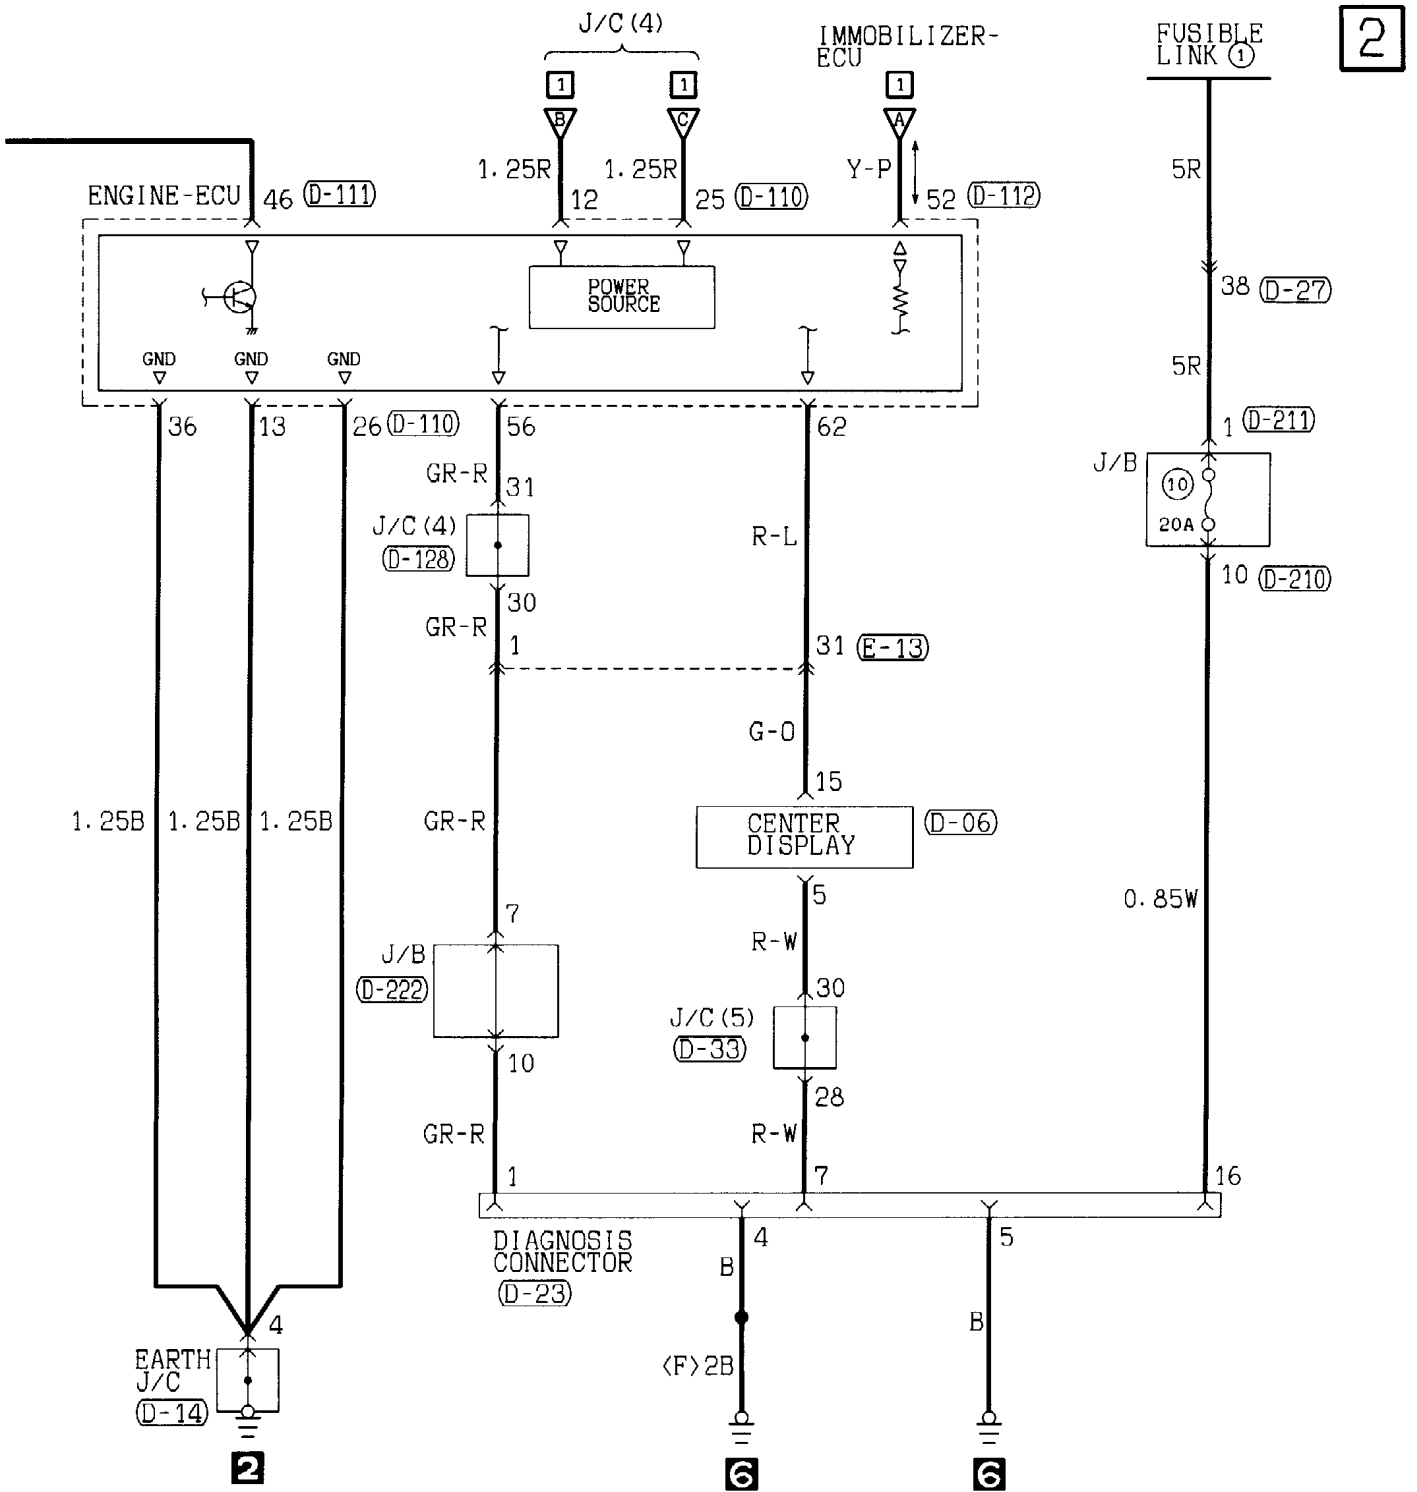 J/C(4)
IMMOBILIZER-
ECU
FUSIBLE
LINK ①
2
1
1
1
B
C
A
1.25R
1.25R
Y-P
5R
ENGINE-ECU
46
D-111
12
25
D-110
52
D-112
POWER
SOURCE
38
D-27
GND
GND
GND
5R
36
13
26
D-110
56
62
1
D-211
GR-R
31
J/B
10
20A
J/C(4)
D-128
R-L
30
10
D-210
GR-R
1
31
E-13
G-O
15
1.25B
1.25B
1.25B
GR-R
CENTER
DISPLAY
D-06
5
0.85W
7
R-W
J/B
D-222
30
J/C(5)
D-33
10
28
GR-R
R-W
1
7
16
DIAGNOSIS
CONNECTOR
D-23
4
5
B
B
4
EARTH
J/C
D-14
<F>2B
2
6
6